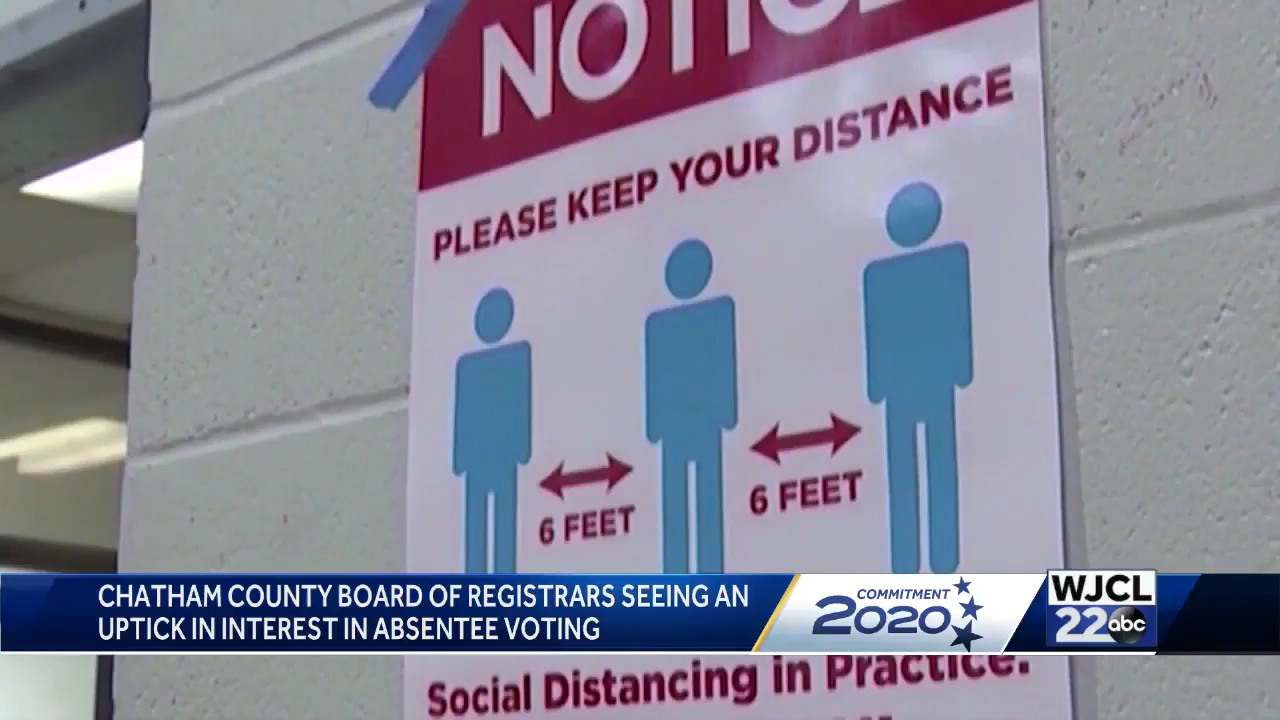 NOTICE
PLEASE KEEP YOUR DISTANCE
6 FEET
6 FEET
CHATHAM COUNTY BOARD OF REGISTRARS SEEING AN
UPTICK IN INTEREST IN ABSENTEE VOTING
COMMITMENT
2020
WJCL
22 abc
Social Distancing in Practice.